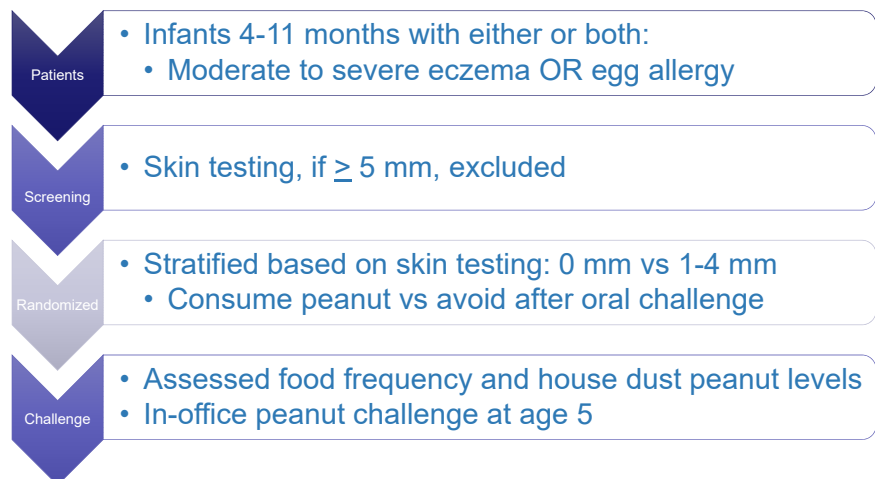 Patients
• Infants 4-11 months with either or both:
• Moderate to severe eczema OR egg allergy
Screening
• Skin testing, if ≥ 5 mm, excluded
Randomized
• Stratified based on skin testing: 0 mm vs 1-4 mm
• Consume peanut vs avoid after oral challenge
Challenge
• Assessed food frequency and house dust peanut levels
• In-office peanut challenge at age 5